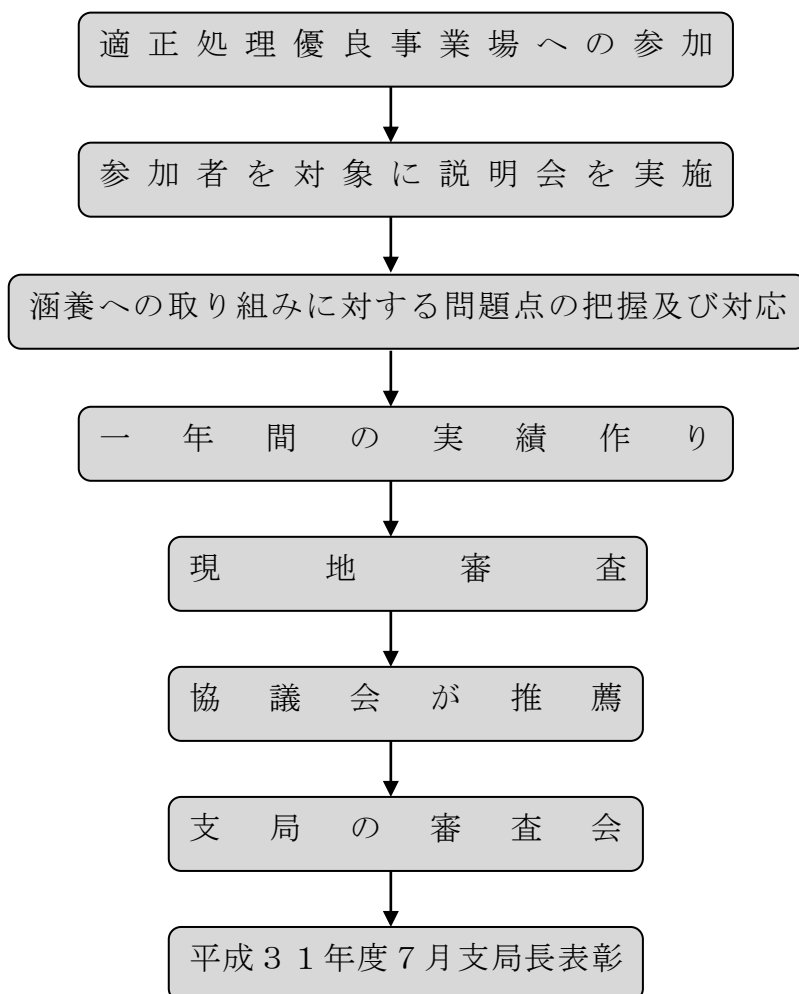 適正処理優良事業場への参加
参加者を対象に説明会を実施
涵養への取り組みに対する問題点の把握及び対応
一年間の実績作り
現地審査
協議会が推薦
支局の審査会
平成３１年度７月支局長表彰